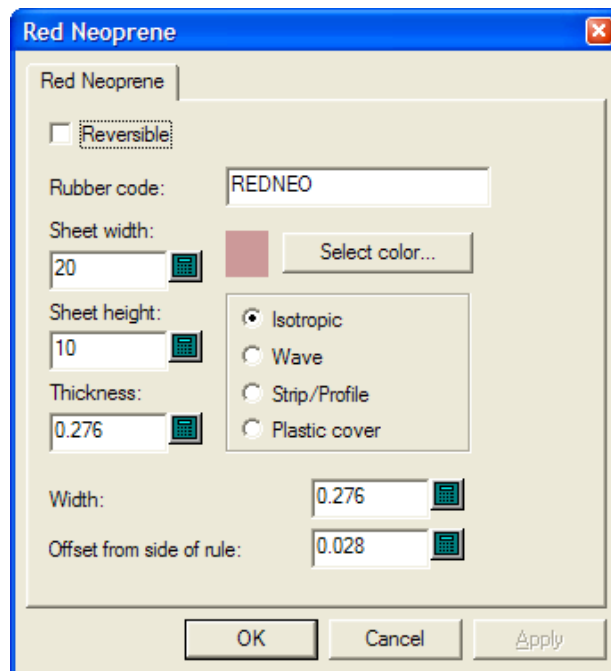 Red Neoprene
Red Neoprene
Reversible
Rubber code: REDNEO
Sheet width:
20
Select color...
Sheet height:
10
Isotropic
Wave
Thickness:
0.276
Strip/Profile
Plastic cover
Width: 0.276
Offset from side of rule: 0.028
OK Cancel Apply